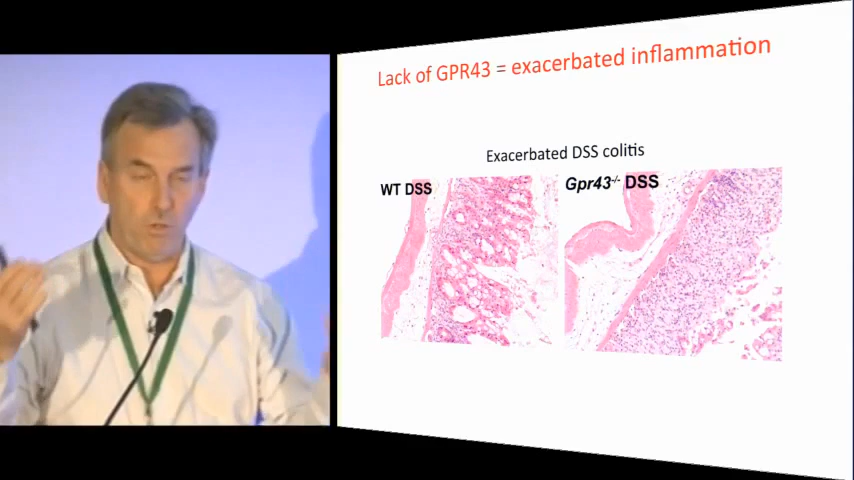 Lack of GPR43 = exacerbated inflammation
Exacerbated DSS colitis
WT DSS
Gpr43-/- DSS